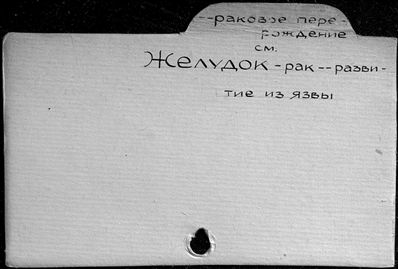 --раковое пере-
рождение
см.
Желудок - рак -- разви-
тие из язвы